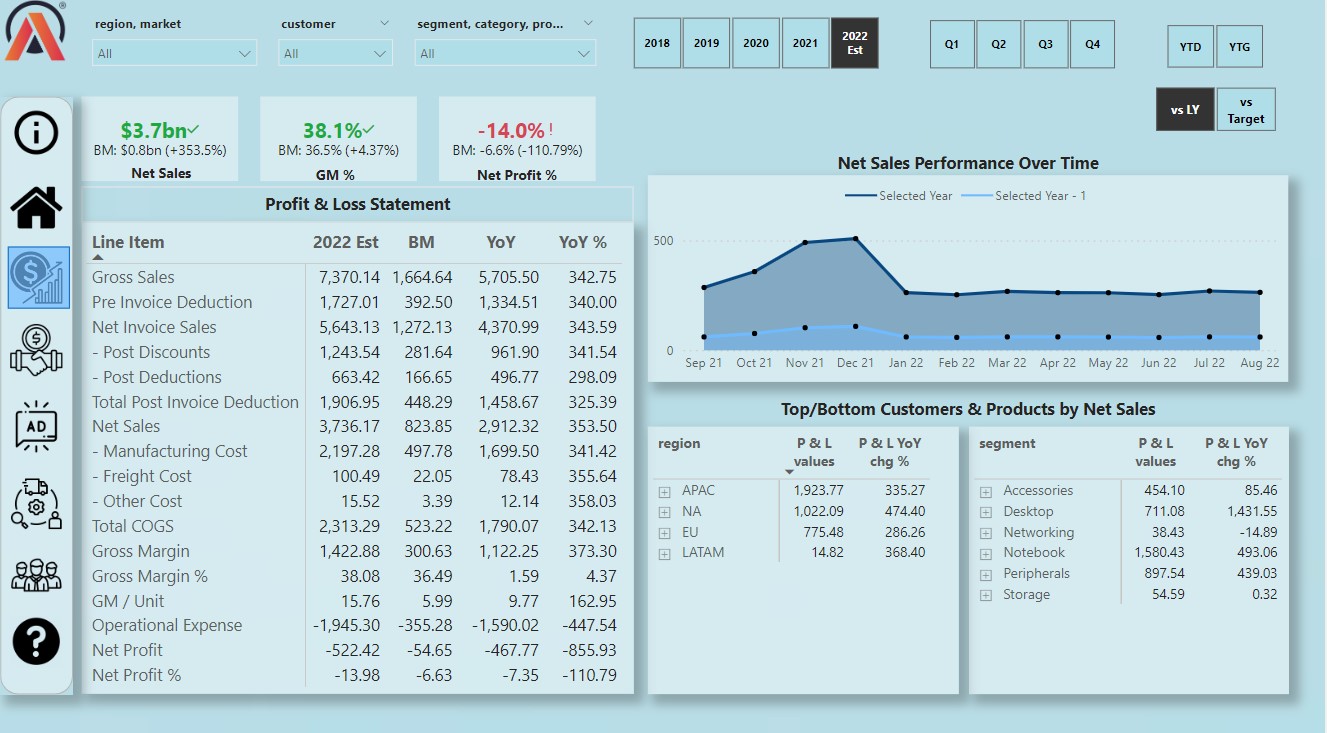 region, market
customer
segment, category, pro...
All
All
All
2018
2019
2020
2021
2022
Est
Q1
Q2
Q3
Q4
YTD
YTG
vs LY
vs
Target
$3.7bn
BM: $0.8bn (+353.5%)
Net Sales
38.1%
BM: 36.5% (+4.37%)
GM %
-14.0% !
BM: -6.6% (-110.79%)
Net Profit %
Profit & Loss Statement
Line Item 2022 Est BM YoY YoY %
Gross Sales 7,370.14 1,664.64 5,705.50 342.75
Pre Invoice Deduction 1,727.01 392.50 1,334.51 340.00
Net Invoice Sales 5,643.13 1,272.13 4,370.99 343.59
- Post Discounts 1,243.54 281.64 961.90 341.54
- Post Deductions 663.42 166.65 496.77 298.09
Total Post Invoice Deduction 1,906.95 448.29 1,458.67 325.39
Net Sales 3,736.17 823.85 2,912.32 353.50
- Manufacturing Cost 2,197.28 497.78 1,699.50 341.42
- Freight Cost 100.49 22.05 78.43 355.64
- Other Cost 15.52 3.39 12.14 358.03
Total COGS 2,313.29 523.22 1,790.07 342.13
Gross Margin 1,422.88 300.63 1,122.25 373.30
Gross Margin % 38.08 36.49 1.59 4.37
GM / Unit 15.76 5.99 9.77 162.95
Operational Expense -1,945.30 -355.28 -1,590.02 -447.54
Net Profit -522.42 -54.65 -467.77 -855.93
Net Profit % -13.98 -6.63 -7.35 -110.79
Net Sales Performance Over Time
Selected Year Selected Year - 1
500
0
Sep 21 Oct 21 Nov 21 Dec 21 Jan 22 Feb 22 Mar 22 Apr 22 May 22 Jun 22 Jul 22 Aug 22
Top/Bottom Customers & Products by Net Sales
region P & L values P & L YoY chg %
APAC 1,923.77 335.27
NA 1,022.09 474.40
EU 775.48 286.26
LATAM 14.82 368.40
segment P & L values P & L YoY chg %
Accessories 454.10 85.46
Desktop 711.08 1,431.55
Networking 38.43 -14.89
Notebook 1,580.43 493.06
Peripherals 897.54 439.03
Storage 54.59 0.32
AD